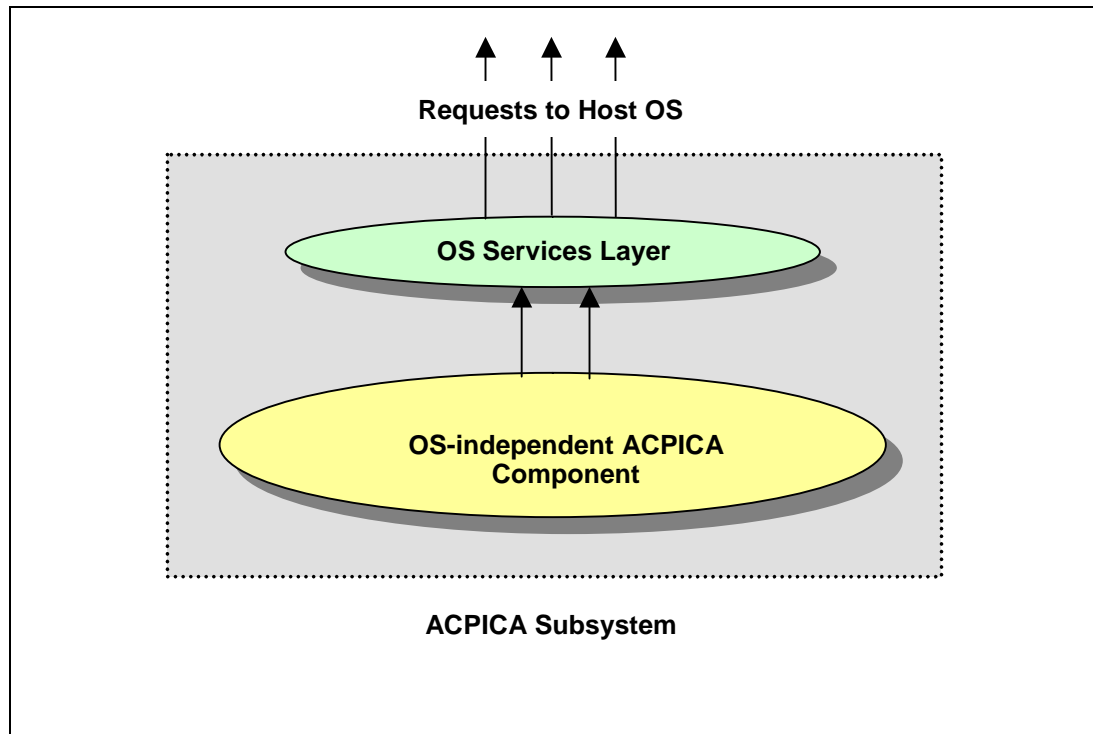 Requests to Host OS
OS Services Layer
OS-independent ACPICA
Component
ACPICA Subsystem